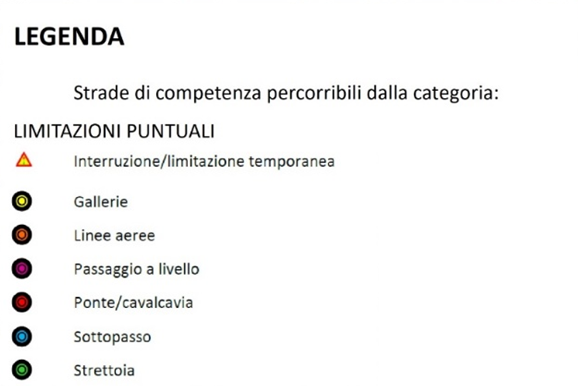 LEGENDA
Strade di competenza percorribili dalla categoria:
LIMITAZIONI PUNTUALI
Interruzione/limitazione temporanea
Gallerie
Linee aeree
Passaggio a livello
Ponte/cavalcavia
Sottopasso
Strettoia